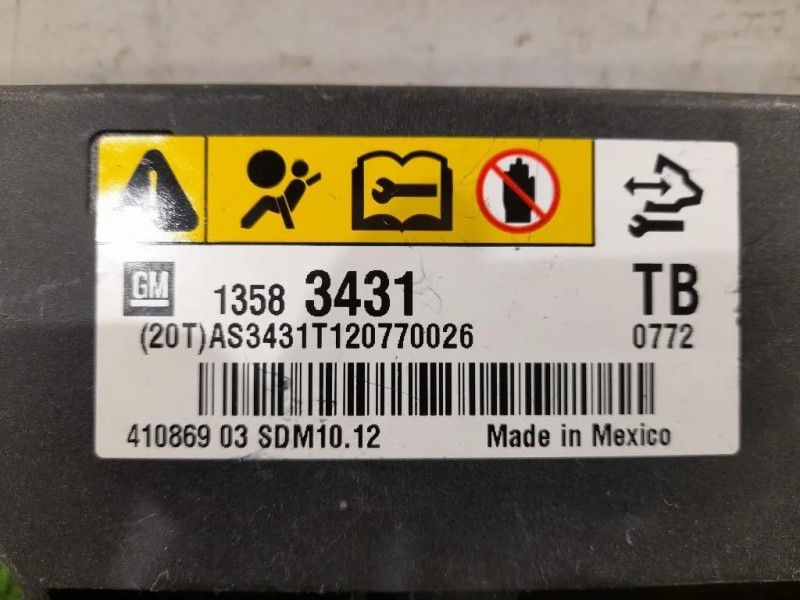 GM 1358 3431 TB
(20T)AS3431T120770026 0772
410869 03 SDM10.12 Made in Mexico